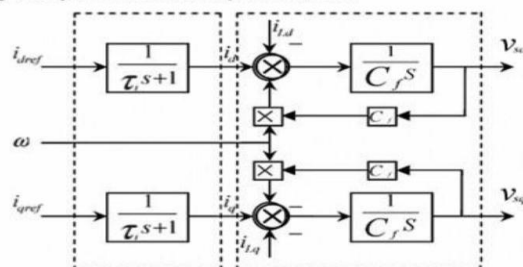 i_dref
1
τ_i s+1
i_d
i_Ld
−
1
C_f s
v_sd
×
C_f
ω
×
C_f
i_qref
1
τ_i s+1
i_q
−
−
i_Lq
1
C_f s
v_sq